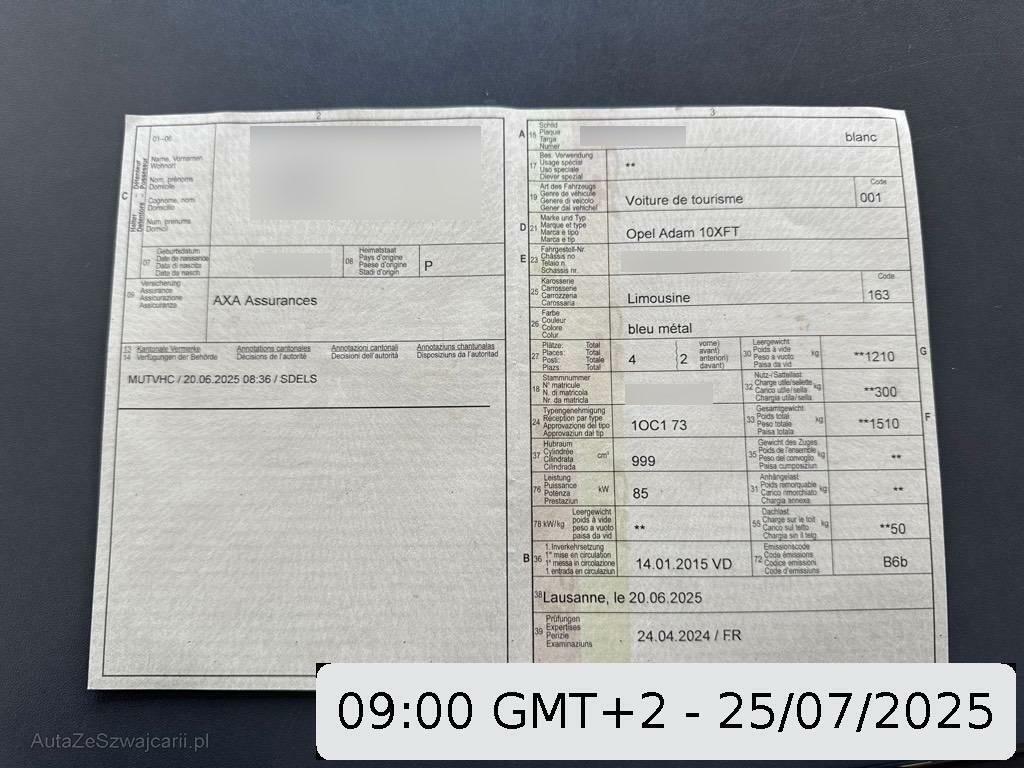 2
01-06
Name, Vornamen
Wohnort
Nom, prénoms
Domicile
C
Halter - Détenteur
Detentore - Possessur
Cognome, nomi
Domicilio
Num, prenums
Domicil
07
Geburtsdatum
Date de naissance
Data di nascita
Data da nasch.
08
Heimatstaat
Pays d'origine
Paese d'origine
Stadi d'origin
P
09
Versicherung
Assurance
Assicurazione
Assicuranza
AXA Assurances
13 Kantonale Vermerke Annotations cantonales Annotazioni cantonali Annotaziuns chantunalas
14 Verfügungen der Behörde Décisions de l'autorité Decisioni dell'autorità Disposiziuns da l'autoritad
MUTVHC / 20.06.2025 08:36 / SDELS
3
A 15
Schild
Plaque
Targa
Numer
blanc
17
Bes. Verwendung
Usage spécial
Uso speciale
Diever spezial
**
19
Art des Fahrzeugs
Genre de véhicule
Genere di veicolo
Gener dal vehichel
Voiture de tourisme
Code
001
D 21
Marke und Typ
Marque et type
Marca e tipo
Marca e tip
Opel Adam 10XFT
E 23
Fahrgestell-Nr.
Châssis no
Telaio n.
Schassis nr.
25
Karosserie
Carrosserie
Carrozzeria
Carossaria
Limousine
Code
163
26
Farbe
Couleur
Colore
Colur
bleu métal
27
Plätze: Total
Places: Total
Posti: Totale
Plazs: Totale
4
2
vorne)
avant)
anteriori)
davant)
30
Leergewicht
Poids à vide
Peso a vuoto
Paisa da vid
kg
**1210
G
18
Stammnummer
N° matricule
N. di matricola
Nr. da matricla
32
Nutz-/Sattellast
Charge utile/sellette
Carico utile/sella
Chargia utila/sella
kg
**300
24
Typengenehmigung
Réception par type
Approvazione del tipo
Approvaziun dal tip
1OC1 73
33
Gesamtgewicht
Poids total
Peso totale
Paisa totala
kg
**1510
F
37
Hubraum
Cylindrée
Cilindrata
Cilindrada
cm³
999
35
Gewicht des Zuges
Poids de l'ensemble
Peso del convoglio
Paisa cumposiziun
kg
**
76
Leistung
Puissance
Potenza
Prestaziun
kW
85
31
Anhängelast
Poids remorquable
Carico rimorchiato
Chargia annexa
kg
**
78 kW/kg
Leergewicht
poids à vide
peso a vuoto
paisa da vid
**
55
Dachlast
Charge sur le toit
Carico sul tetto
Chargia sin il tetg
kg
**50
B 36
1. Inverkehrsetzung
1re mise en circulation
1a messa in circolazione
1. entrada en circulaziun
14.01.2015 VD
72
Emissionscode
Code émissions
Codice emissioni
Code d'emissiuns
B6b
38 Lausanne, le 20.06.2025
39
Prüfungen
Expertises
Perizie
Examinaziuns
24.04.2024 / FR
09:00 GMT+2 - 25/07/2025
AutaZeSzwajcarii.pl